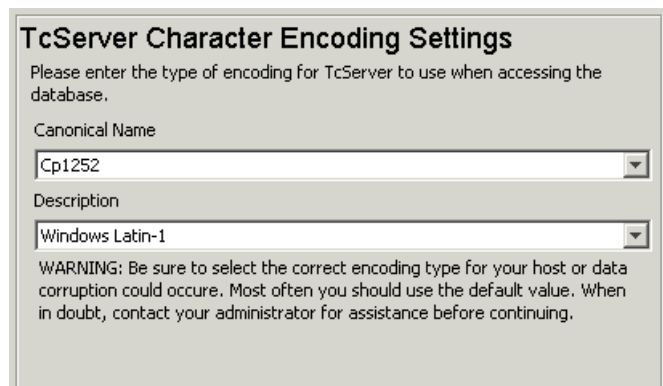 TcServer Character Encoding Settings
Please enter the type of encoding for TcServer to use when accessing the
database.
Canonical Name
Cp1252
Description
Windows Latin-1
WARNING: Be sure to select the correct encoding type for your host or data
corruption could occure. Most often you should use the default value. When
in doubt, contact your administrator for assistance before continuing.